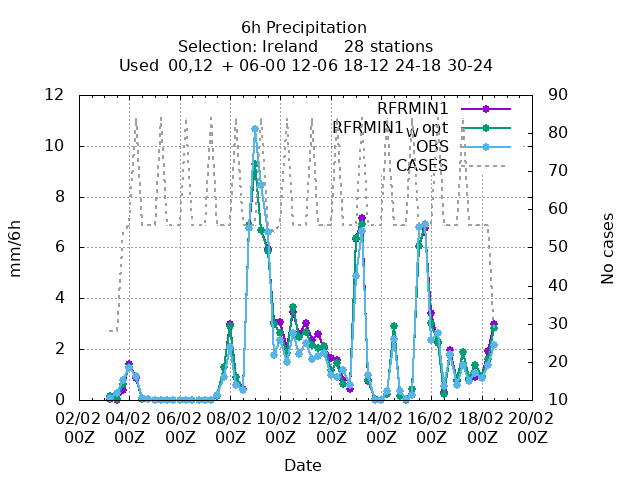 6h Precipitation
Selection: Ireland 28 stations
Used 00,12 + 06-00 12-06 18-12 24-18 30-24
12 90
RFRMIN1
80
10 RFRMIN1w opt
OBS
70
CASES
8
60
6 50
mm/6h No cases
40
4
30
2 20
0 10
02/02 04/02 06/02 08/02 10/02 12/02 14/02 16/02 18/02 20/02
00Z 00Z 00Z 00Z 00Z 00Z 00Z 00Z 00Z 00Z
Date